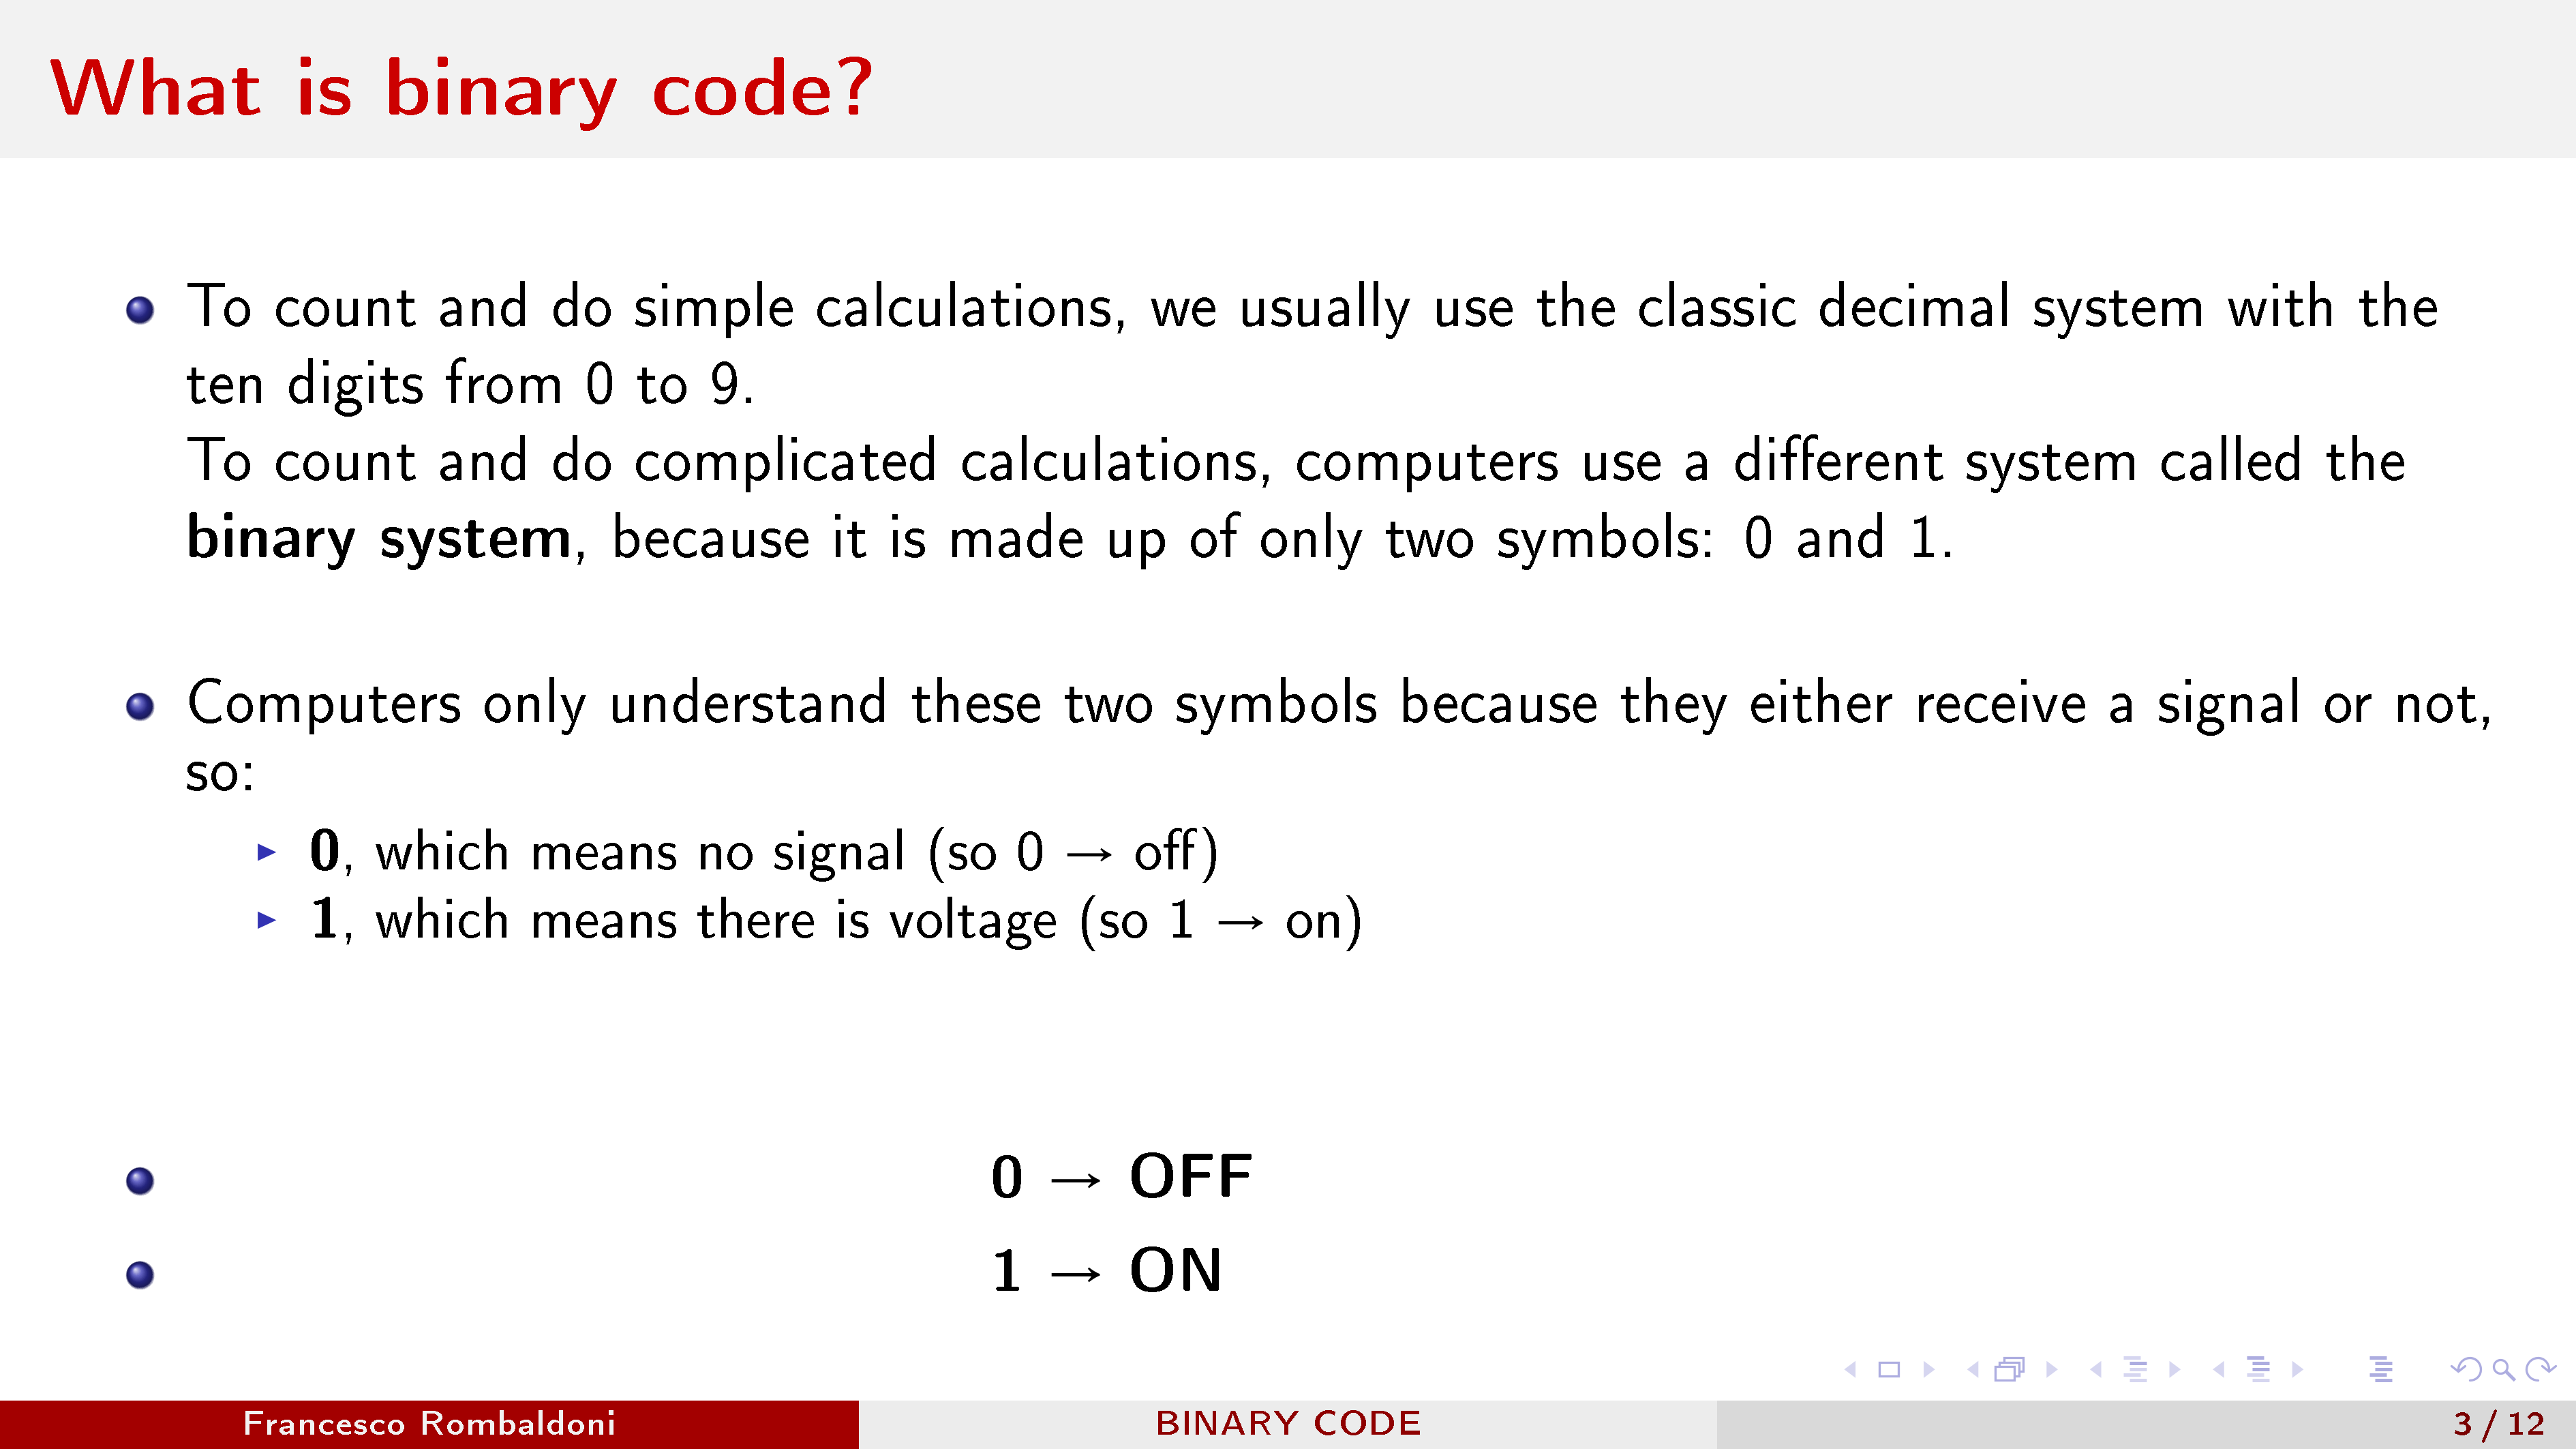 What is binary code?
To count and do simple calculations, we usually use the classic decimal system with the
ten digits from 0 to 9.
To count and do complicated calculations, computers use a different system called the
binary system, because it is made up of only two symbols: 0 and 1.
Computers only understand these two symbols because they either receive a signal or not,
so:
0, which means no signal (so 0 → off)
1, which means there is voltage (so 1 → on)
0 → OFF
1 → ON
Francesco Rombaldoni BINARY CODE 3 / 12